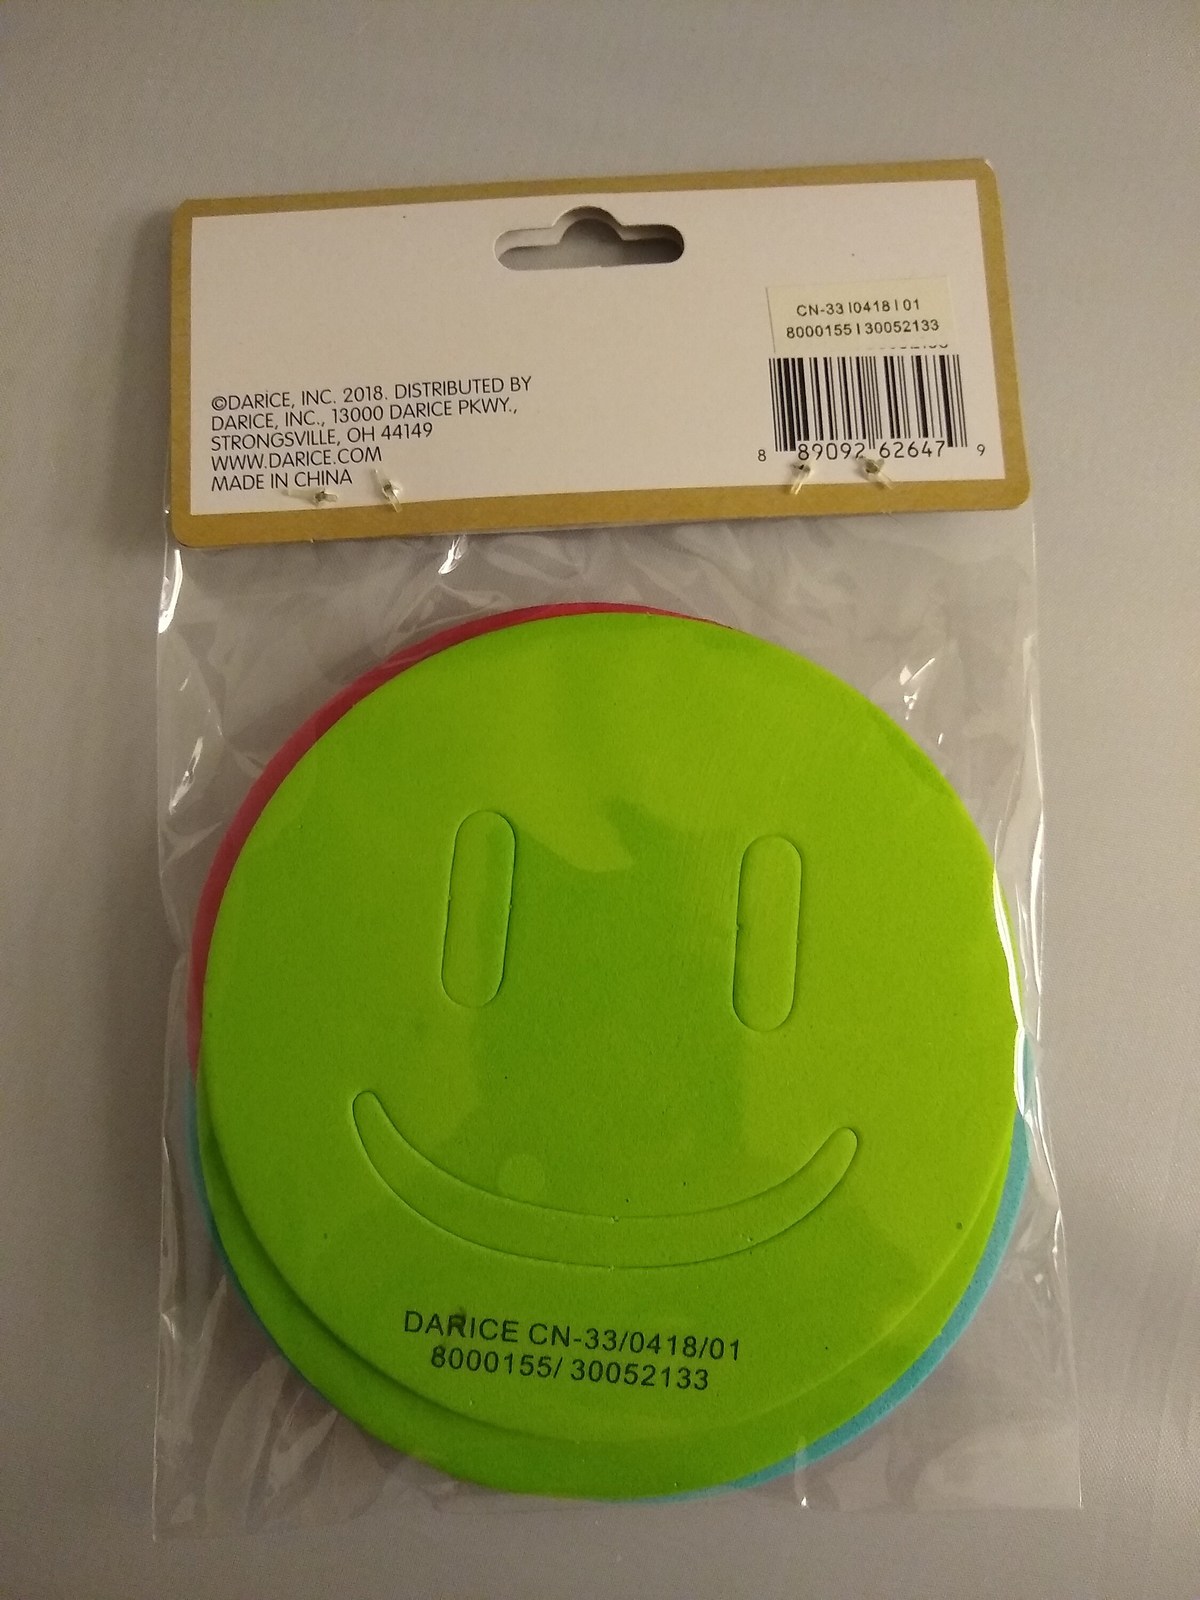 CN-33|0418|01
8000155|30052133
©DARICE, INC. 2018. DISTRIBUTED BY
DARICE, INC., 13000 DARICE PKWY.,
STRONGSVILLE, OH 44149
WWW.DARICE.COM
MADE IN CHINA
8 89092 62647 9
DARICE CN-33/0418/01
8000155/ 30052133